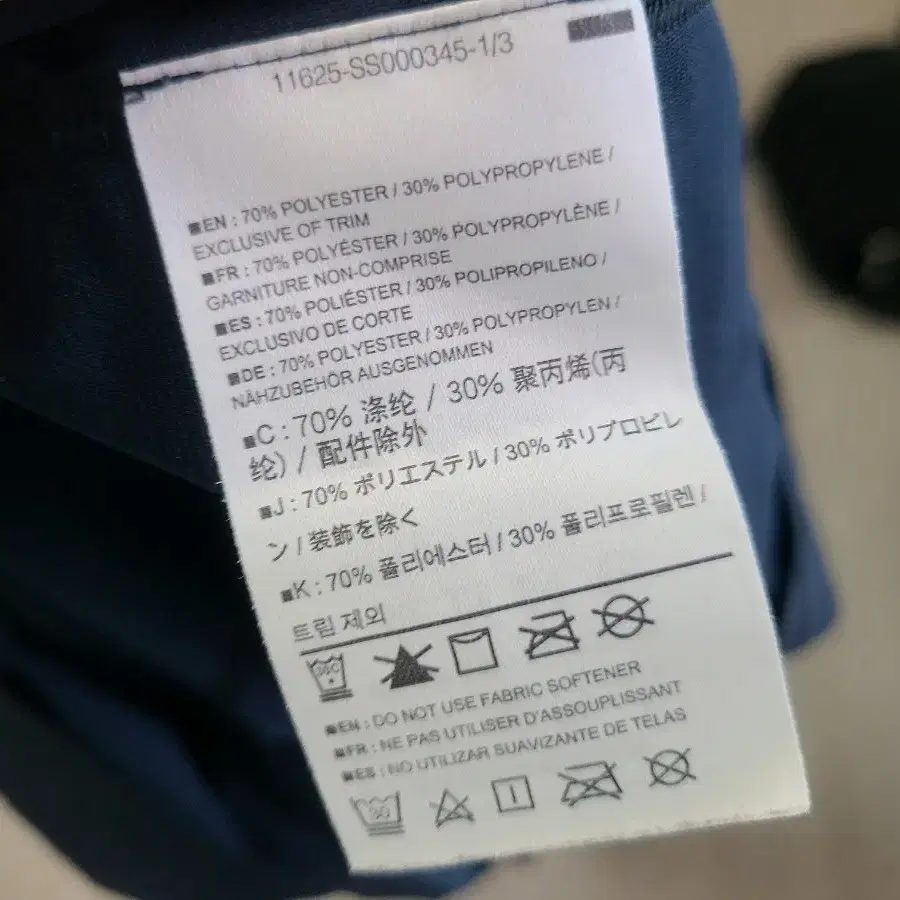 11625-SS000345-1/3
■EN : 70% POLYESTER / 30% POLYPROPYLENE /
EXCLUSIVE OF TRIM
■FR : 70% POLYÉSTER / 30% POLYPROPYLÈNE /
GARNITURE NON-COMPRISE
■ES : 70% POLIÉSTER / 30% POLIPROPILENO /
EXCLUSIVO DE CORTE
■DE : 70% POLYESTER / 30% POLYPROPYLEN /
NÄHZUBEHÖR AUSGENOMMEN
■C : 70% 涤纶 / 30% 聚丙烯(丙
纶) / 配件除外
■J : 70% ポリエステル / 30% ポリプロピレ
ン / 装飾を除く
■K : 70% 폴리에스터 / 30% 폴리프로필렌 /
트림 제외
30C
■EN : DO NOT USE FABRIC SOFTENER
■FR : NE PAS UTILISER D'ASSOUPLISSANT
■ES : NO UTILIZAR SUAVIZANTE DE TELAS
30